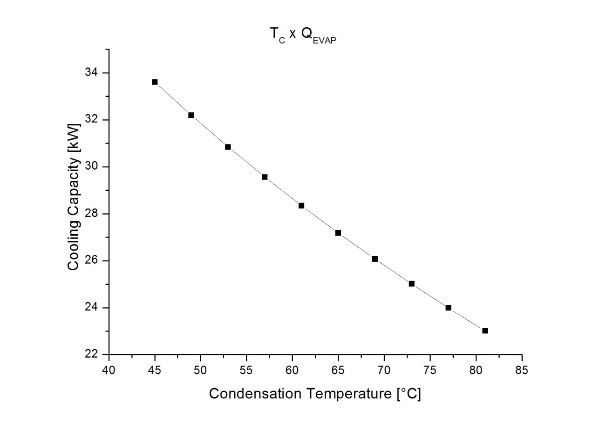 T_C x Q_EVAP
34
32
30
28
26
24
22
Cooling Capacity [kW]
40 45 50 55 60 65 70 75 80 85
Condensation Temperature [°C]